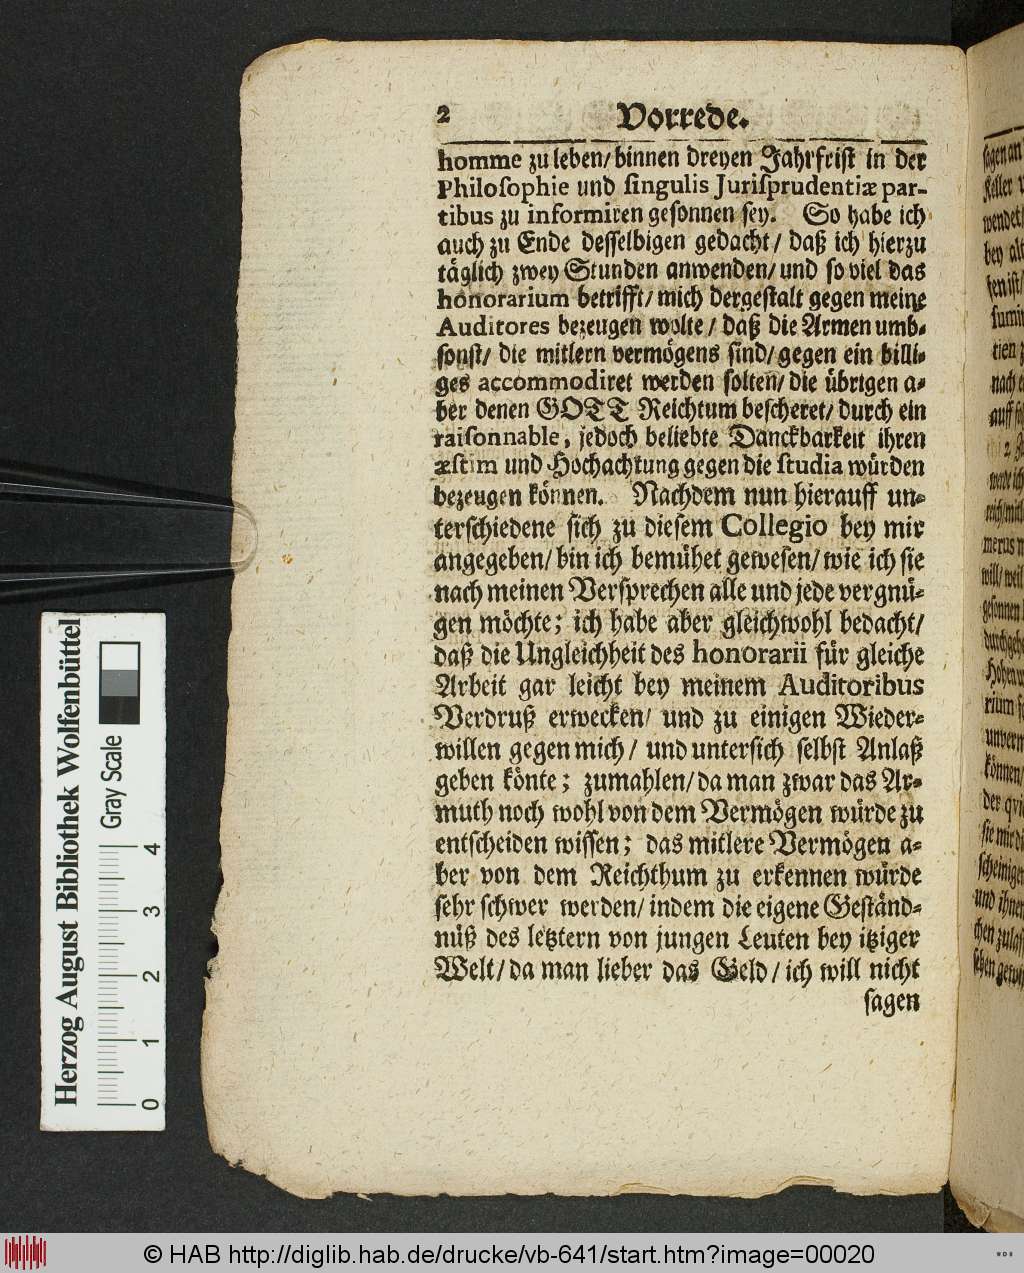 2 Vorrede.
homme zu leben/ binnen dreyen Jahrfrist in der
Philosophie und singulis Jurisprudentiæ par-
tibus zu informiren gesonnen sey. So habe ich
auch zu Ende desselbigen gedacht/ daß ich hierzu
täglich zwey Stunden anwenden/ und so viel das
honorarium betrifft/ mich dergestalt gegen meine
Auditores bezeugen wolte/ daß die Armen umb-
sonst/ die mitlern vermögens sind/ gegen ein billi-
ges accommodiret werden solten/ die übrigen a-
ber denen GOTT Reichtum bescheret/ durch ein
raisonnable, jedoch beliebte Danckbarkeit ihren
æstim und Hochachtung gegen die studia würden
bezeugen können. Nachdem nun hierauff un-
terschiedene sich zu diesem Collegio bey mir
angegeben/ bin ich bemühet gewesen/ wie ich sie
nach meinen Versprechen alle und jede vergnü-
gen möchte; ich habe aber gleichwohl bedacht/
daß die Ungleichheit des honorarii für gleiche
Arbeit gar leicht bey meinem Auditoribus
Verdruß erwecken/ und zu einigen Wieder-
willen gegen mich/ und untersich selbst Anlaß
geben könte; zumahlen/ da man zwar das Ar-
muth noch wohl von dem Vermögen würde zu
entscheiden wissen; das mitlere Vermögen a-
ber von dem Reichthum zu erkennen würde
sehr schwer werden/ indem die eigene Geständ-
nüß des letztern von jungen Leuten bey itziger
Welt/ da man lieber das Geld/ ich will nicht
sagen
Herzog August Bibliothek Wolfenbüttel
Gray Scale
0 1 2 3 4
© HAB http://diglib.hab.de/drucke/vb-641/start.htm?image=00020